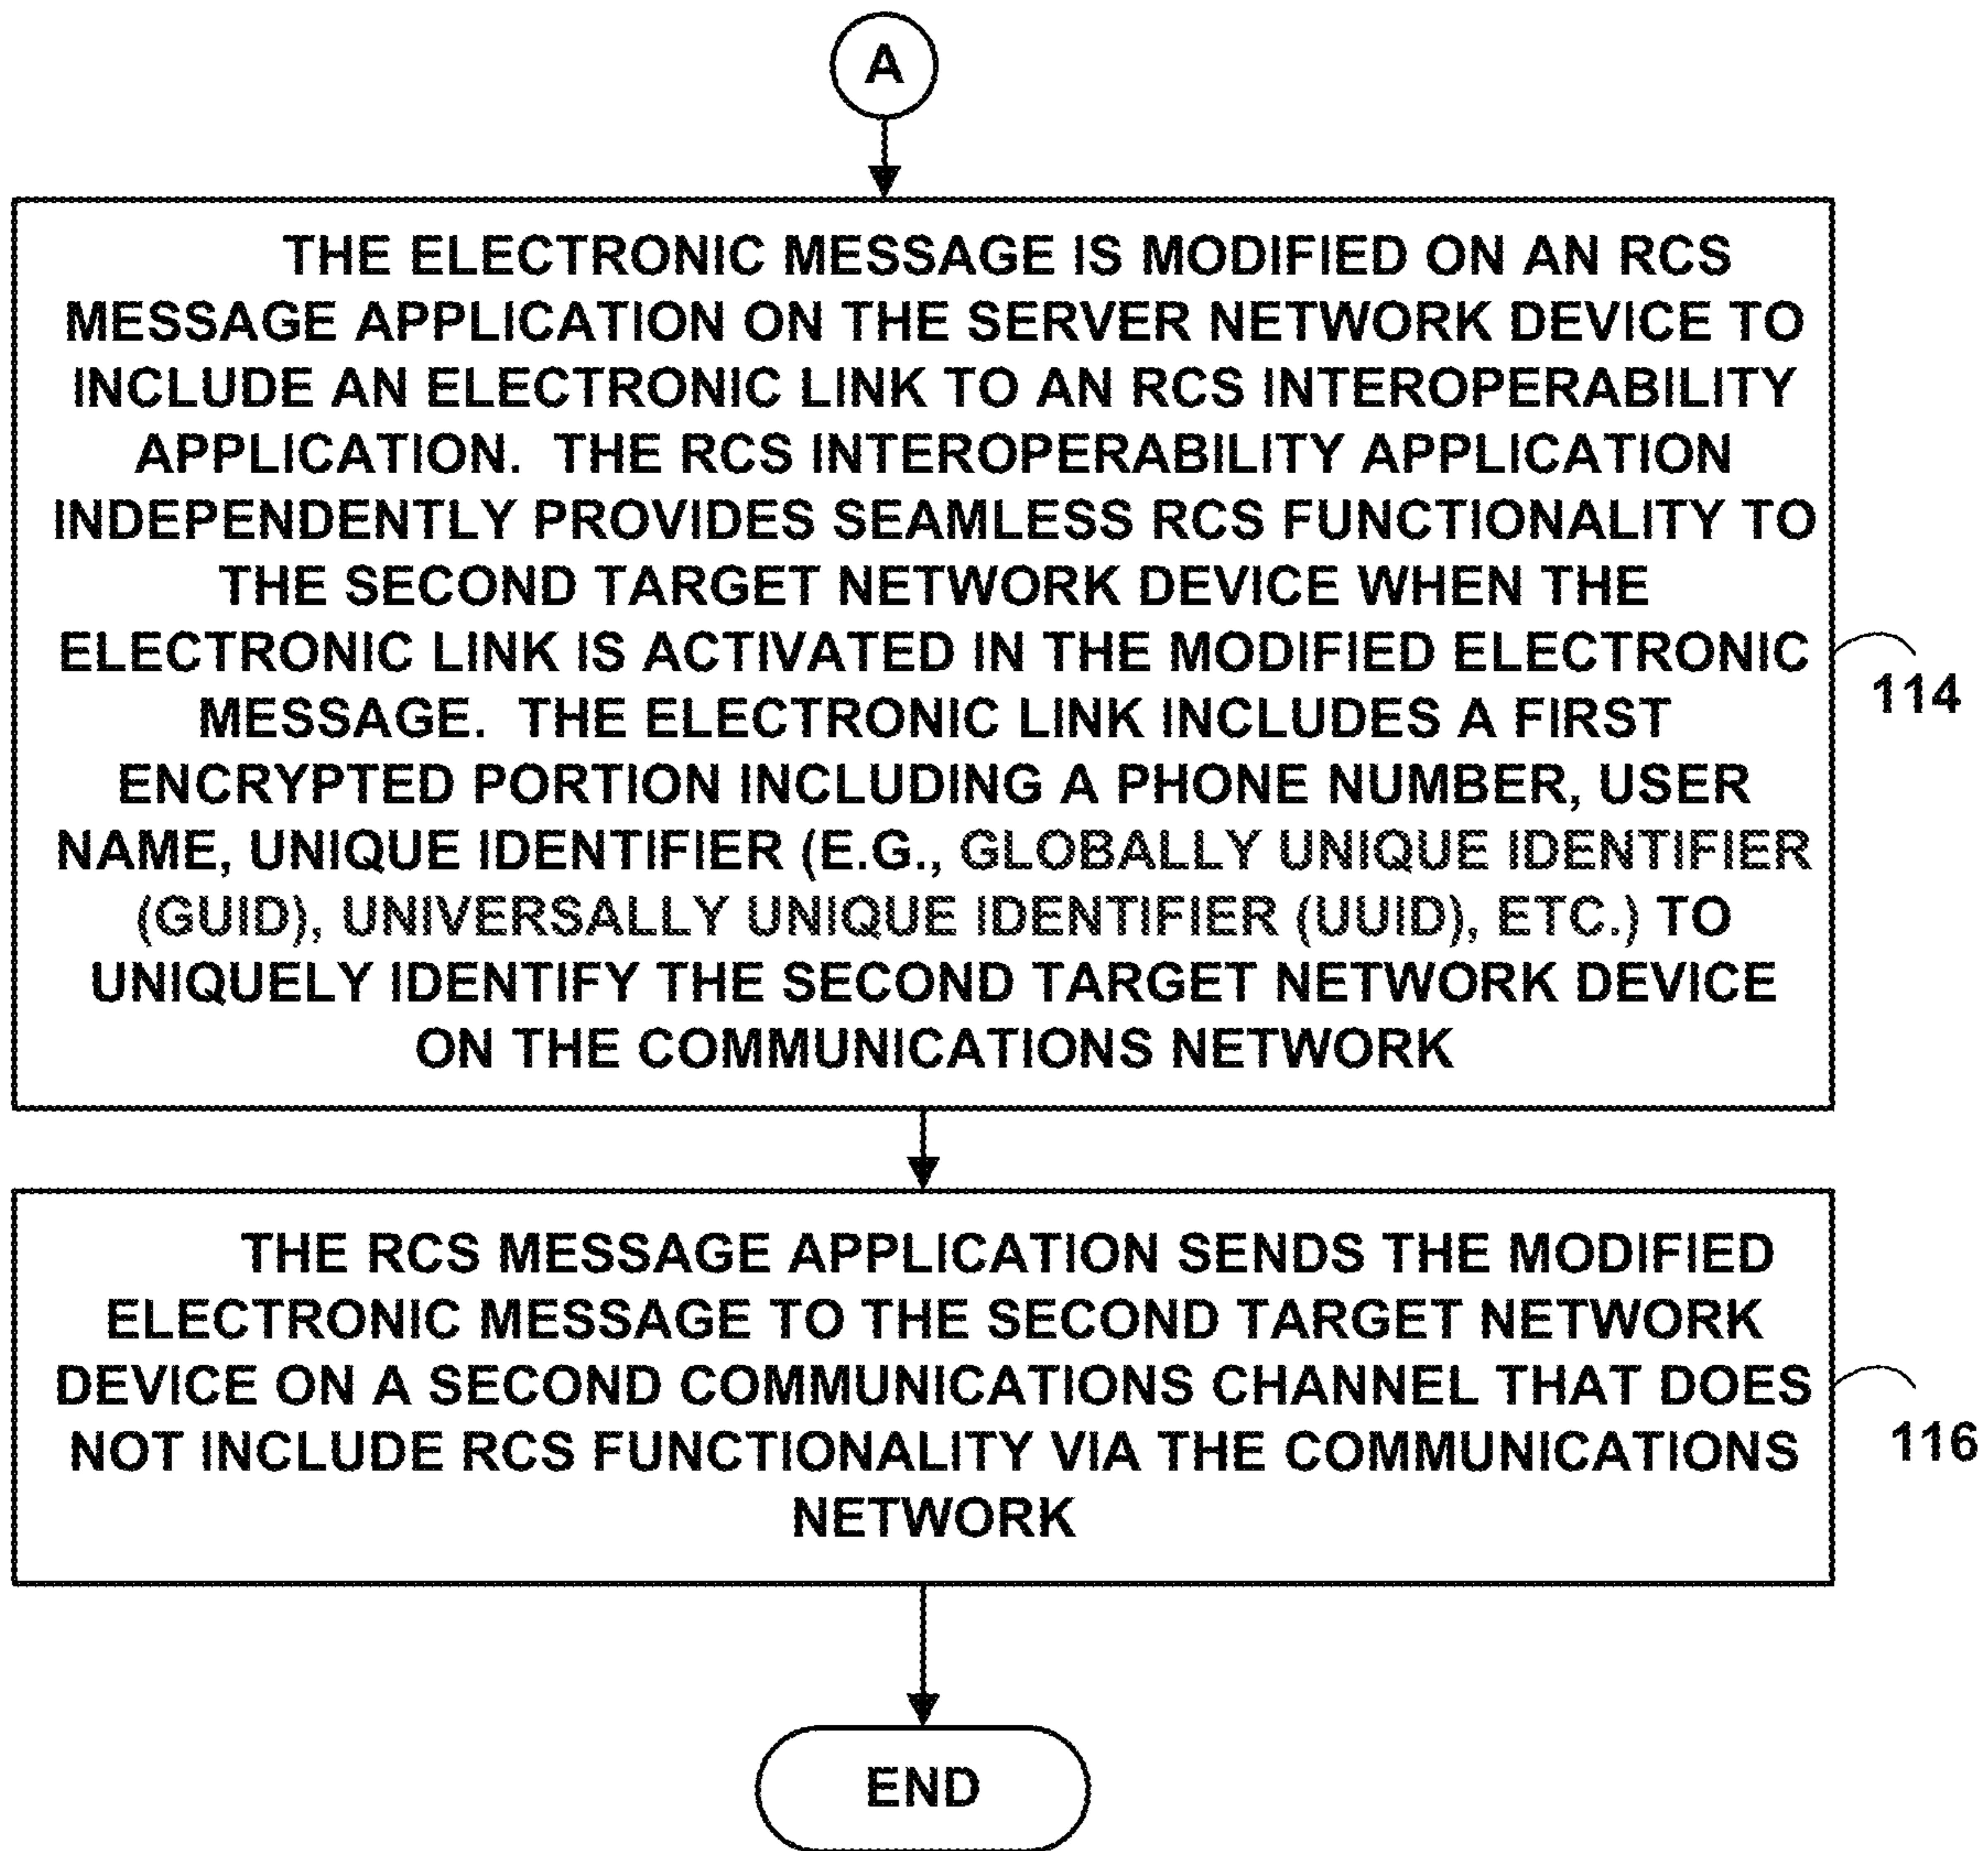 A
THE ELECTRONIC MESSAGE IS MODIFIED ON AN RCS
MESSAGE APPLICATION ON THE SERVER NETWORK DEVICE TO
INCLUDE AN ELECTRONIC LINK TO AN RCS INTEROPERABILITY
APPLICATION. THE RCS INTEROPERABILITY APPLICATION
INDEPENDENTLY PROVIDES SEAMLESS RCS FUNCTIONALITY TO
THE SECOND TARGET NETWORK DEVICE WHEN THE
ELECTRONIC LINK IS ACTIVATED IN THE MODIFIED ELECTRONIC
MESSAGE. THE ELECTRONIC LINK INCLUDES A FIRST
ENCRYPTED PORTION INCLUDING A PHONE NUMBER, USER
NAME, UNIQUE IDENTIFIER (E.G., GLOBALLY UNIQUE IDENTIFIER
(GUID), UNIVERSALLY UNIQUE IDENTIFIER (UUID), ETC.) TO
UNIQUELY IDENTIFY THE SECOND TARGET NETWORK DEVICE
ON THE COMMUNICATIONS NETWORK
114
THE RCS MESSAGE APPLICATION SENDS THE MODIFIED
ELECTRONIC MESSAGE TO THE SECOND TARGET NETWORK
DEVICE ON A SECOND COMMUNICATIONS CHANNEL THAT DOES
NOT INCLUDE RCS FUNCTIONALITY VIA THE COMMUNICATIONS
NETWORK
116
END